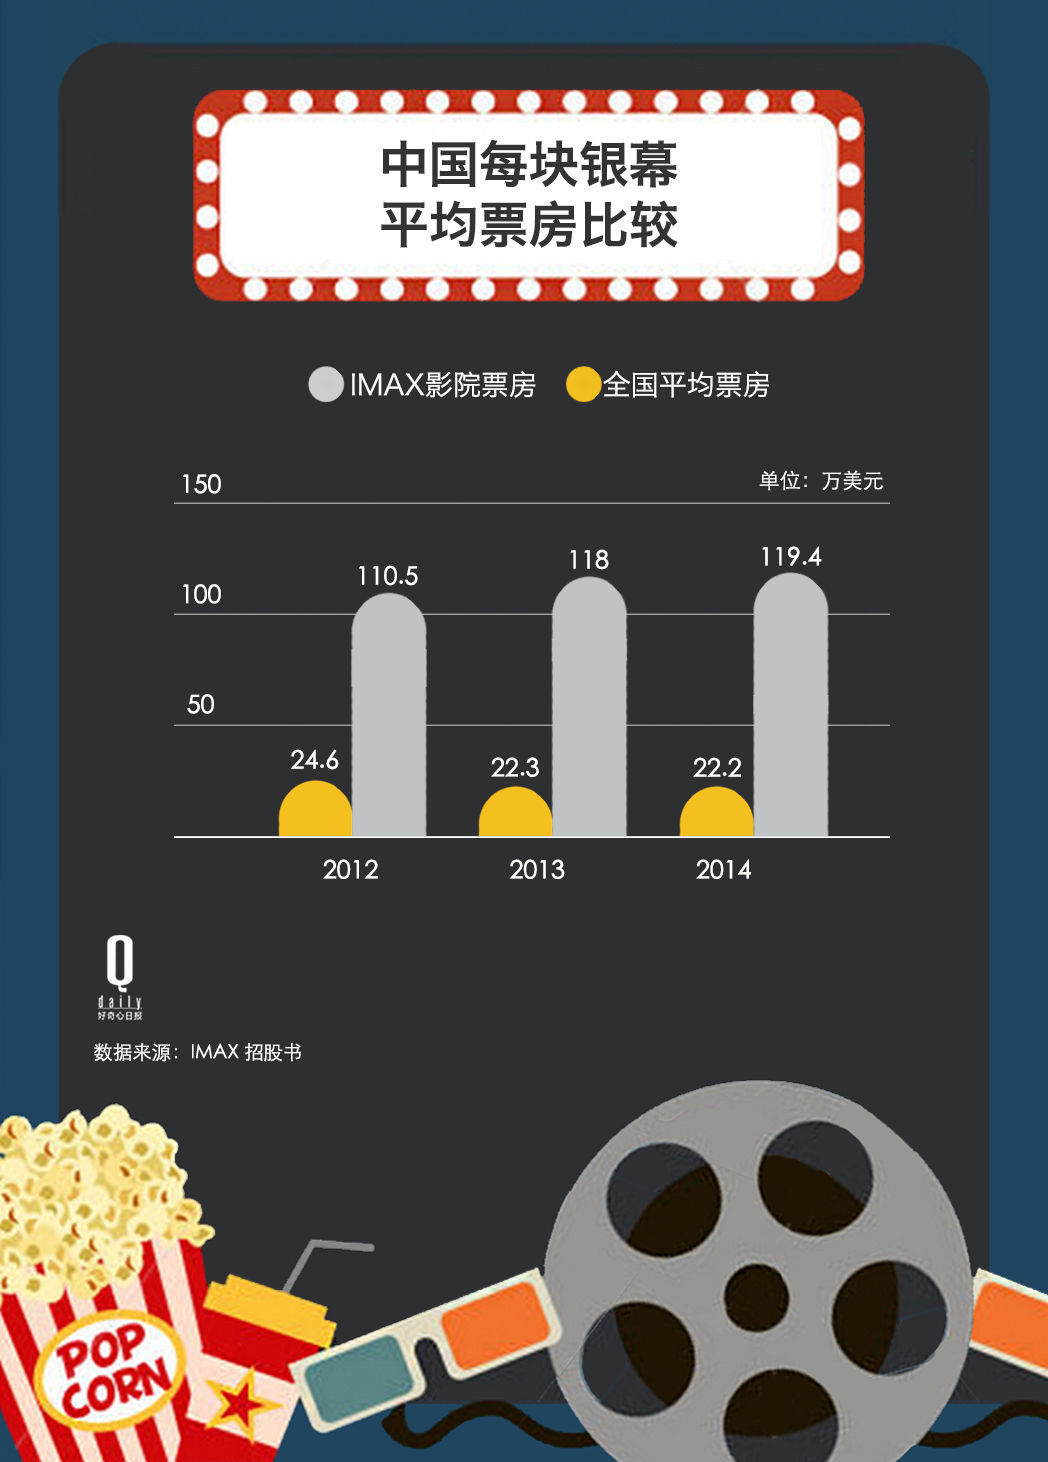 中国每块银幕
平均票房比较
IMAX影院票房 全国平均票房
单位：万美元
150
100
50
24.6 110.5
22.3 118
22.2 119.4
2012 2013 2014
Q
daily
好奇心日报
数据来源：IMAX 招股书
POP
CORN